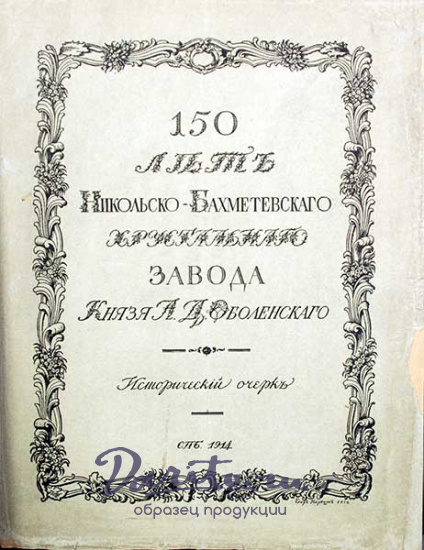 150
ЛѢТЪ
НИКОЛЬСКО-БАХМЕТЕВСКАГО
ХРУСТАЛЬНАГО
ЗАВОДА
КНЯЗЯ А. Д. ОБОЛЕНСКАГО
Историческій очеркъ
СПБ. 1914
образец продукции